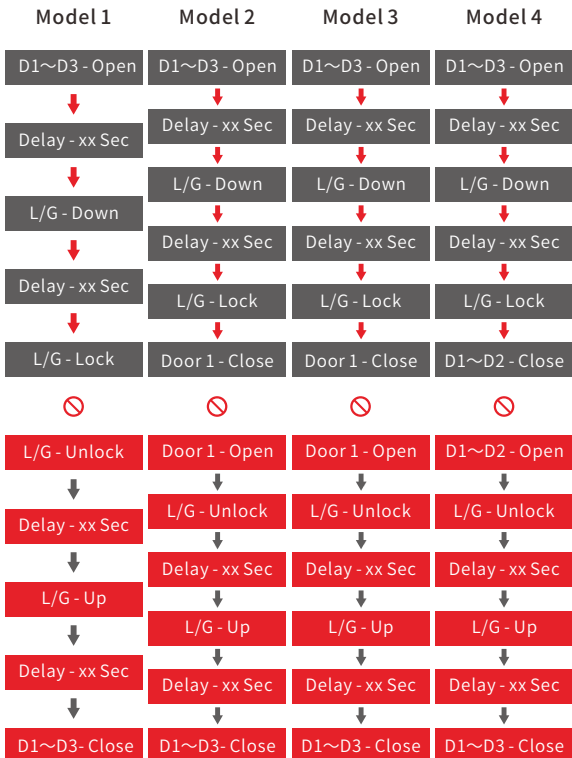 Model 1
D1～D3 - Open
Delay - xx Sec
L/G - Down
Delay - xx Sec
L/G - Lock
L/G - Unlock
Delay - xx Sec
L/G - Up
Delay - xx Sec
D1～D3- Close
Model 2
D1～D3 - Open
Delay - xx Sec
L/G - Down
Delay - xx Sec
L/G - Lock
Door 1 - Close
Door 1 - Open
L/G - Unlock
Delay - xx Sec
L/G - Up
Delay - xx Sec
D1～D3- Close
Model 3
D1～D3 - Open
Delay - xx Sec
L/G - Down
Delay - xx Sec
L/G - Lock
Door 1 - Close
Door 1 - Open
L/G - Unlock
Delay - xx Sec
L/G - Up
Delay - xx Sec
D1～D3 - Close
Model 4
D1～D3 - Open
Delay - xx Sec
L/G - Down
Delay - xx Sec
L/G - Lock
D1～D2 - Close
D1～D2 - Open
L/G - Unlock
Delay - xx Sec
L/G - Up
Delay - xx Sec
D1～D3 - Close